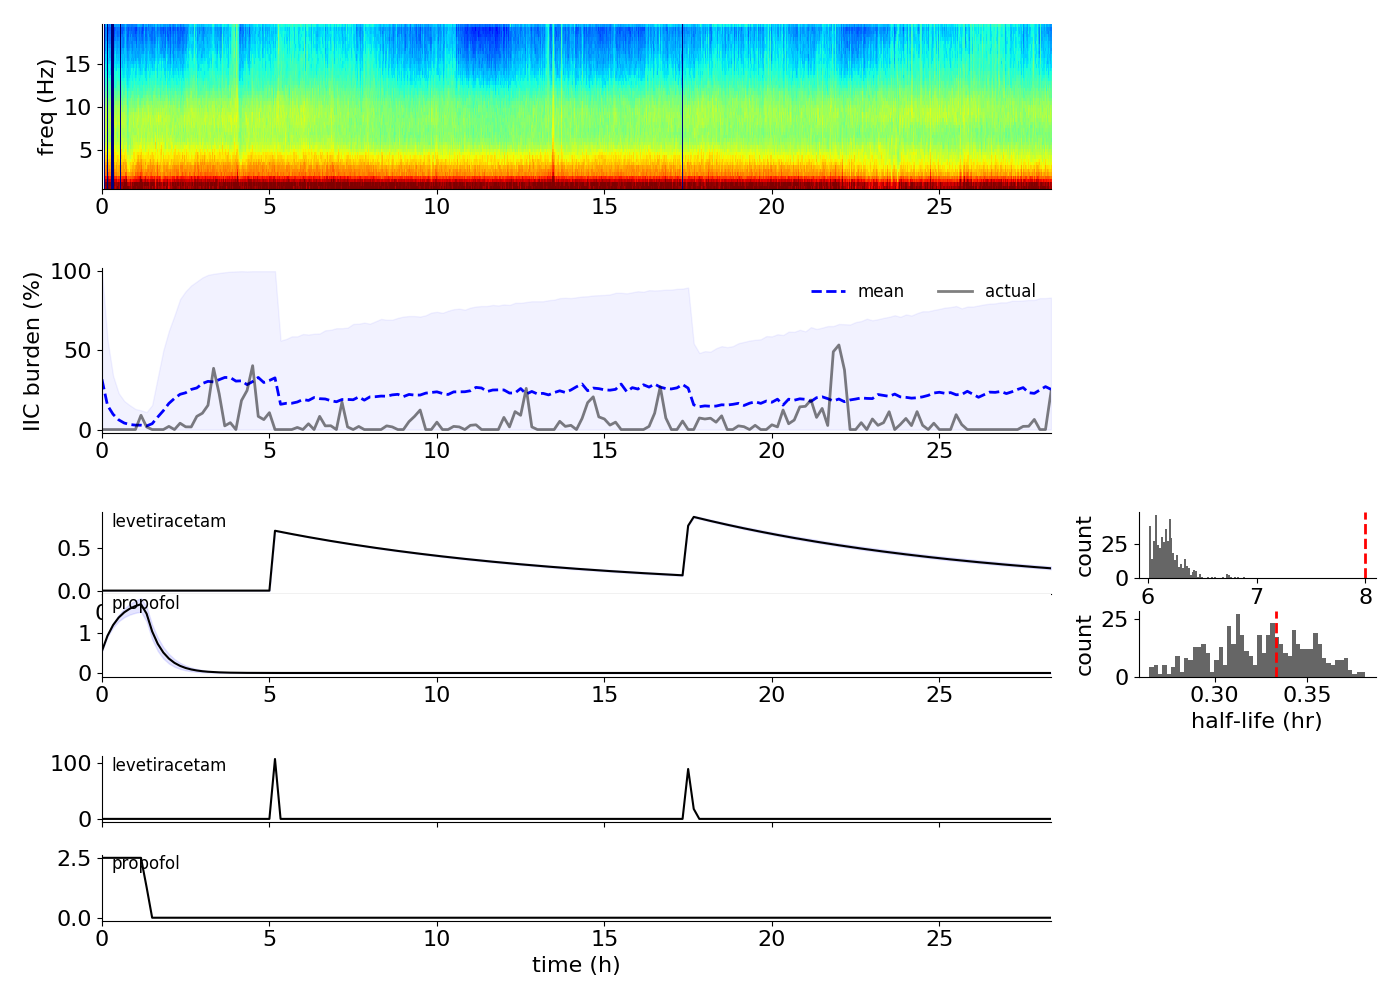 freq (Hz)
15
10
5
0 5 10 15 20 25
IIC burden (%)
100
50
0
mean actual
0 5 10 15 20 25
levetiracetam
0.5
0.0
0
propofol
1
0
0 5 10 15 20 25
count
25
0
6 7 8
count
25
0
0.30 0.35
half-life (hr)
levetiracetam
100
0
propofol
2.5
0.0
0 5 10 15 20 25
time (h)